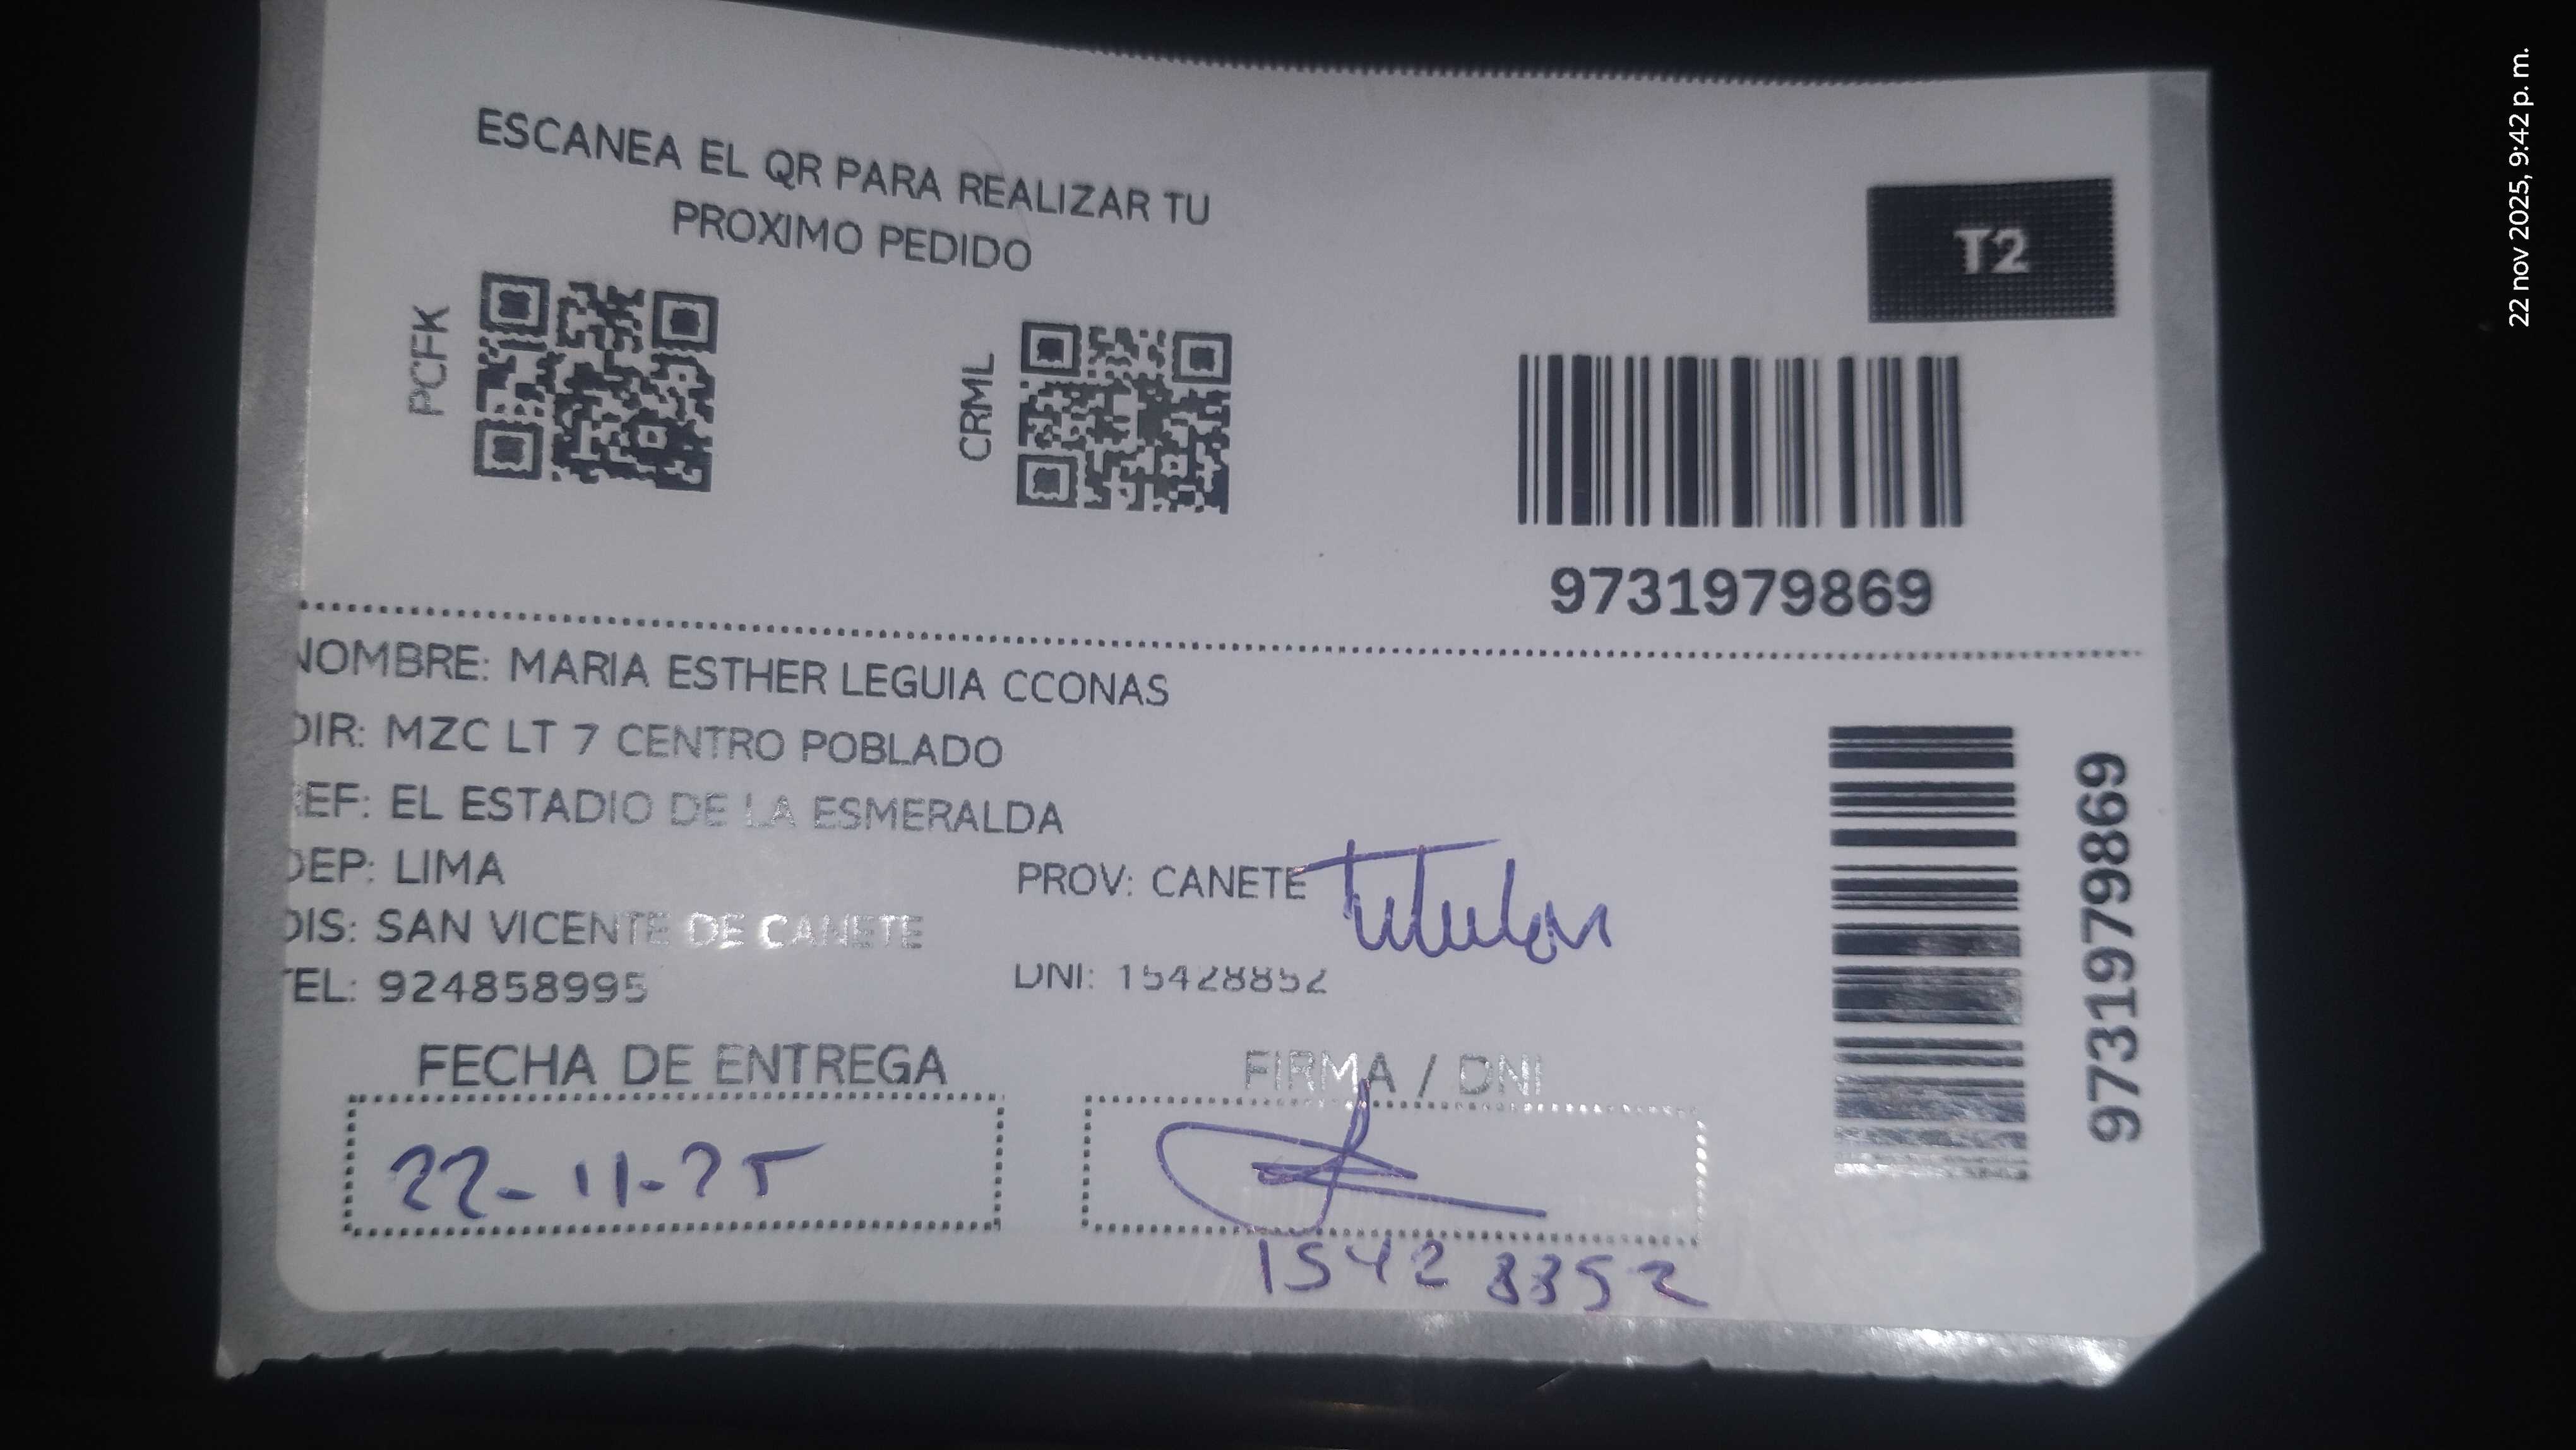 ESCANEA EL QR PARA REALIZAR TU
PROXIMO PEDIDO
PCFK
CRML
T2
9731979869
NOMBRE: MARIA ESTHER LEGUIA CCONAS
DIR: MZC LT 7 CENTRO POBLADO
REF: EL ESTADIO DE LA ESMERALDA
DEP: LIMA
PROV: CANETE
Titular
DIS: SAN VICENTE DE CANETE
TEL: 924858995
DNI: 15428852
9731979869
FECHA DE ENTREGA
FIRMA / DNI
22-11-25
15428852
22 nov 2025, 9:42 p. m.